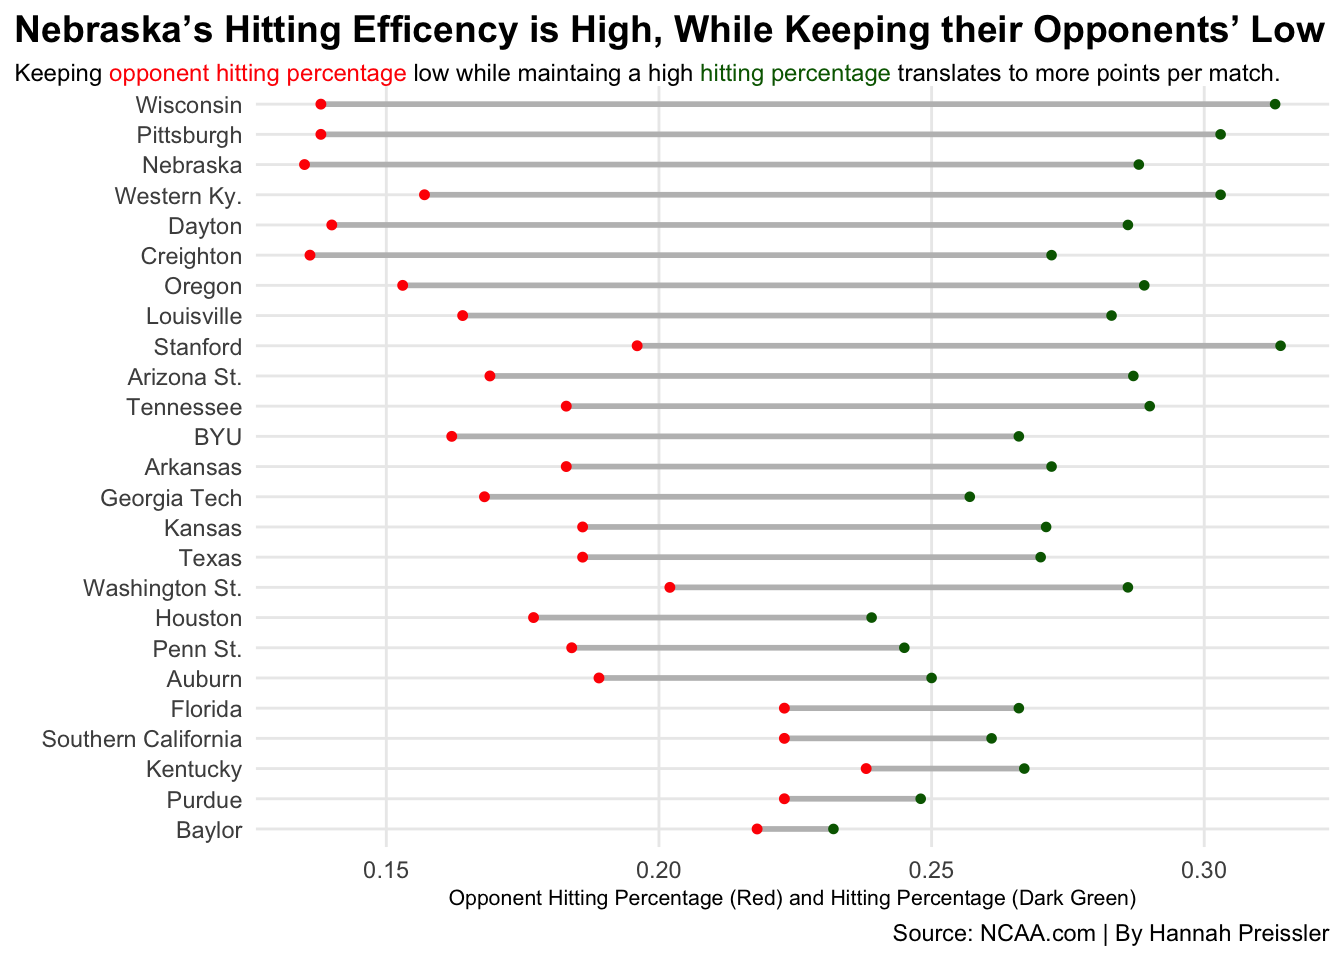 Nebraska’s Hitting Efficency is High, While Keeping their Opponents’ Low
Keeping opponent hitting percentage low while maintaing a high hitting percentage translates to more points per match.
Wisconsin
Pittsburgh
Nebraska
Western Ky.
Dayton
Creighton
Oregon
Louisville
Stanford
Arizona St.
Tennessee
BYU
Arkansas
Georgia Tech
Kansas
Texas
Washington St.
Houston
Penn St.
Auburn
Florida
Southern California
Kentucky
Purdue
Baylor
0.15 0.20 0.25 0.30
Opponent Hitting Percentage (Red) and Hitting Percentage (Dark Green)
Source: NCAA.com | By Hannah Preissler